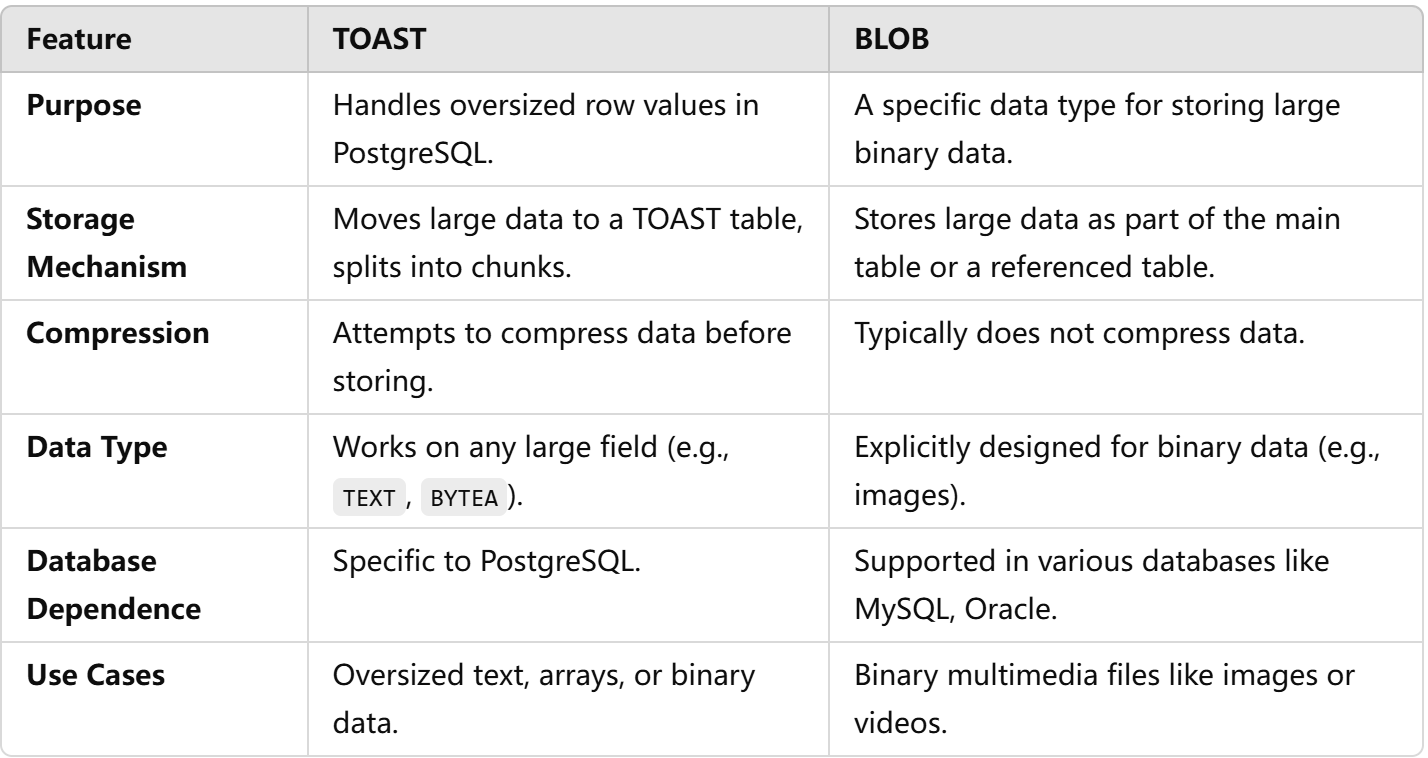 Feature TOAST BLOB
Purpose Handles oversized row values in A specific data type for storing large
PostgreSQL. binary data.
Storage Moves large data to a TOAST table, Stores large data as part of the main
Mechanism splits into chunks. table or a referenced table.
Compression Attempts to compress data before Typically does not compress data.
storing.
Data Type Works on any large field (e.g., Explicitly designed for binary data (e.g.,
TEXT , BYTEA ). images).
Database Specific to PostgreSQL. Supported in various databases like
Dependence MySQL, Oracle.
Use Cases Oversized text, arrays, or binary Binary multimedia files like images or
data. videos.